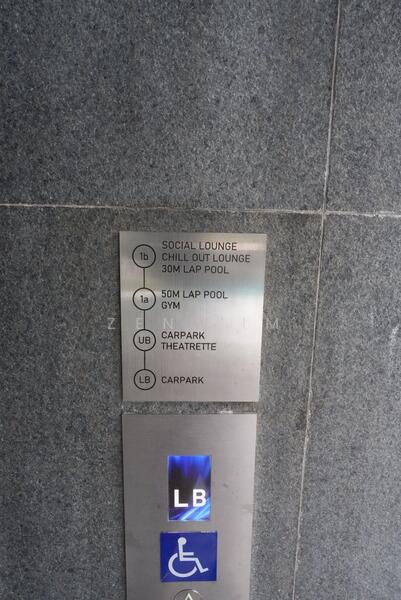 1b
SOCIAL LOUNGE
CHILL OUT LOUNGE
30M LAP POOL
1a
50M LAP POOL
GYM
UB
CARPARK
THEATRETTE
LB
CARPARK
LB